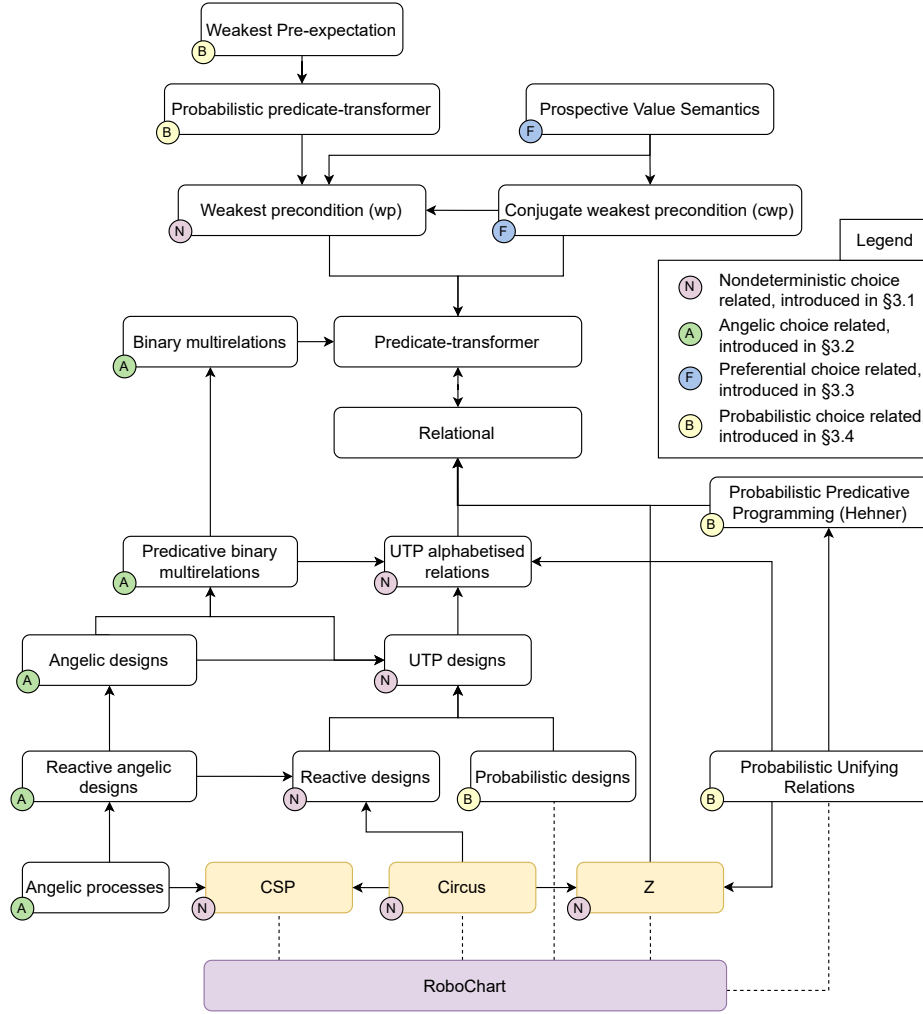 Weakest Pre-expectation
B
Probabilistic predicate-transformer
B
Prospective Value Semantics
F
Weakest precondition (wp)
N
Conjugate weakest precondition (cwp)
F
Legend
N
Nondeterministic choice
related, introduced in §3.1
A
Angelic choice related,
introduced in §3.2
F
Preferential choice related,
introduced in §3.3
B
Probabilistic choice related
introduced in §3.4
Binary multirelations
A
Predicate-transformer
Relational
Probabilistic Predicative
Programming (Hehner)
B
Predicative binary
multirelations
A
UTP alphabetised
relations
N
Angelic designs
A
UTP designs
N
Reactive angelic
designs
A
Reactive designs
N
Probabilistic designs
B
Probabilistic Unifying
Relations
B
Angelic processes
A
CSP
N
Circus
N
Z
N
RoboChart